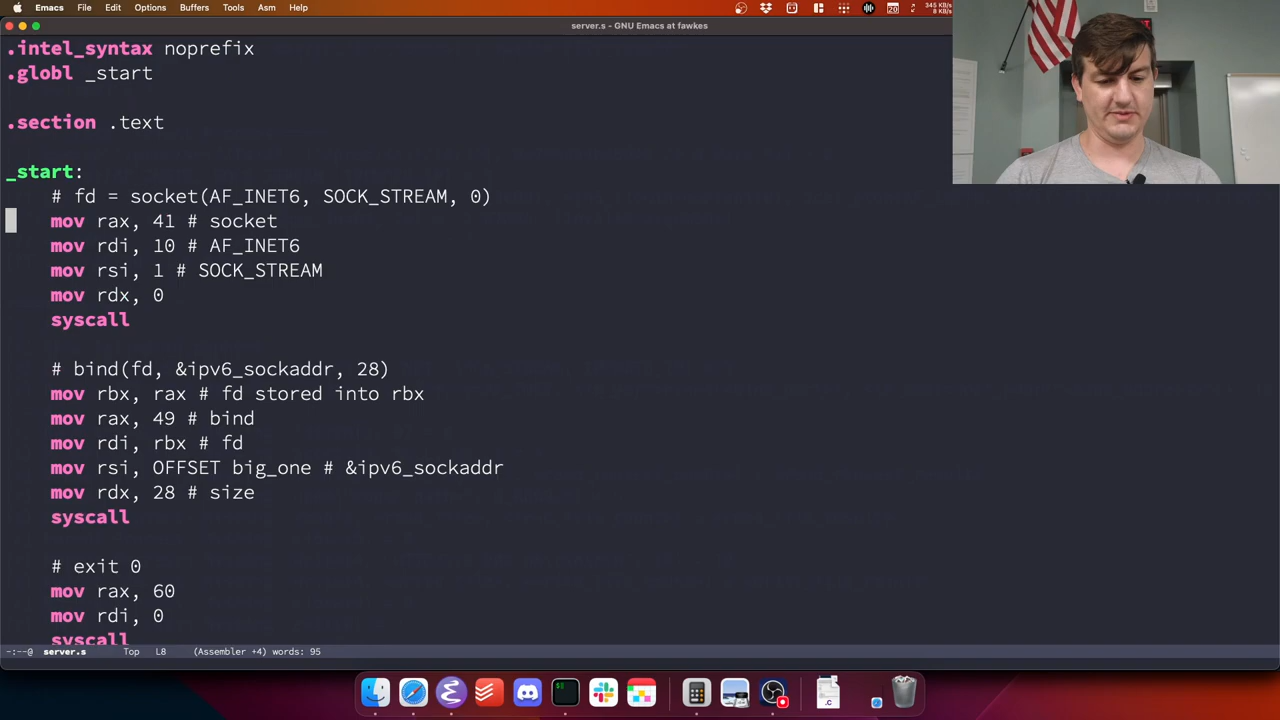 Emacs File Edit Options Buffers Tools Asm Help
345 KB/s
8 KB/s
server.s - GNU Emacs at fawkes
.intel_syntax noprefix
.globl _start
.section .text
_start:
# fd = socket(AF_INET6, SOCK_STREAM, 0)
mov rax, 41 # socket
mov rdi, 10 # AF_INET6
mov rsi, 1 # SOCK_STREAM
mov rdx, 0
syscall
# bind(fd, &ipv6_sockaddr, 28)
mov rbx, rax # fd stored into rbx
mov rax, 49 # bind
mov rdi, rbx # fd
mov rsi, OFFSET big_one # &ipv6_sockaddr
mov rdx, 28 # size
syscall
# exit 0
mov rax, 60
mov rdi, 0
syscall
-:--@ server.s Top L8 (Assembler +4) words: 95
.C